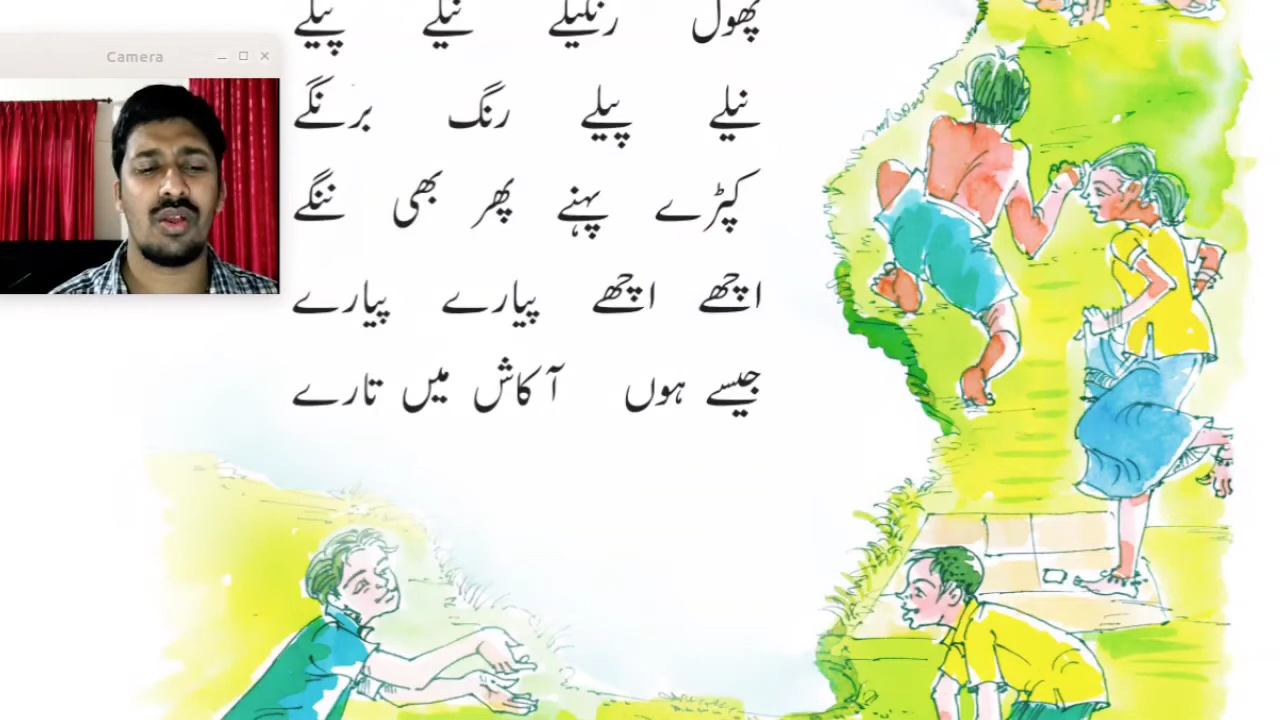 Camera
پھول رنگیلے نیلے پیلے
نیلے پیلے رنگ برنگے
کپڑے پہنے پھر بھی ننگے
اچھے اچھے پیارے پیارے
جیسے ہوں آکاش میں تارے